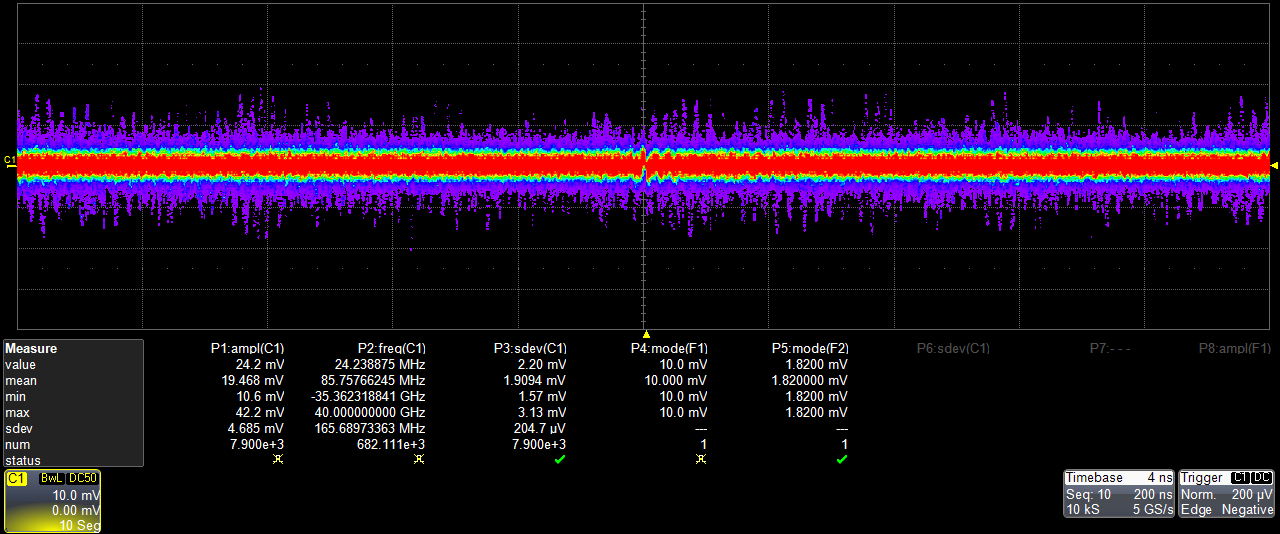 C1
Measure P1:ampl(C1) P2:freq(C1) P3:sdev(C1) P4:mode(F1) P5:mode(F2) P6:sdev(C1) P7:- - - P8:ampl(F1)
value 24.2 mV 24.238875 MHz 2.20 mV 10.0 mV 1.8200 mV
mean 19.468 mV 85.75766245 MHz 1.9094 mV 10.000 mV 1.820000 mV
min 10.6 mV -35.362318841 GHz 1.57 mV 10.0 mV 1.8200 mV
max 42.2 mV 40.000000000 GHz 3.13 mV 10.0 mV 1.8200 mV
sdev 4.685 mV 165.68973363 MHz 204.7 µV --- ---
num 7.900e+3 682.111e+3 7.900e+3 1 1
status
C1 BwL DC50
10.0 mV
0.00 mV
10 Seg
Timebase 4 ns
Seq: 10 200 ns
10 kS 5 GS/s
Trigger C1 DC
Norm. 200 µV
Edge Negative